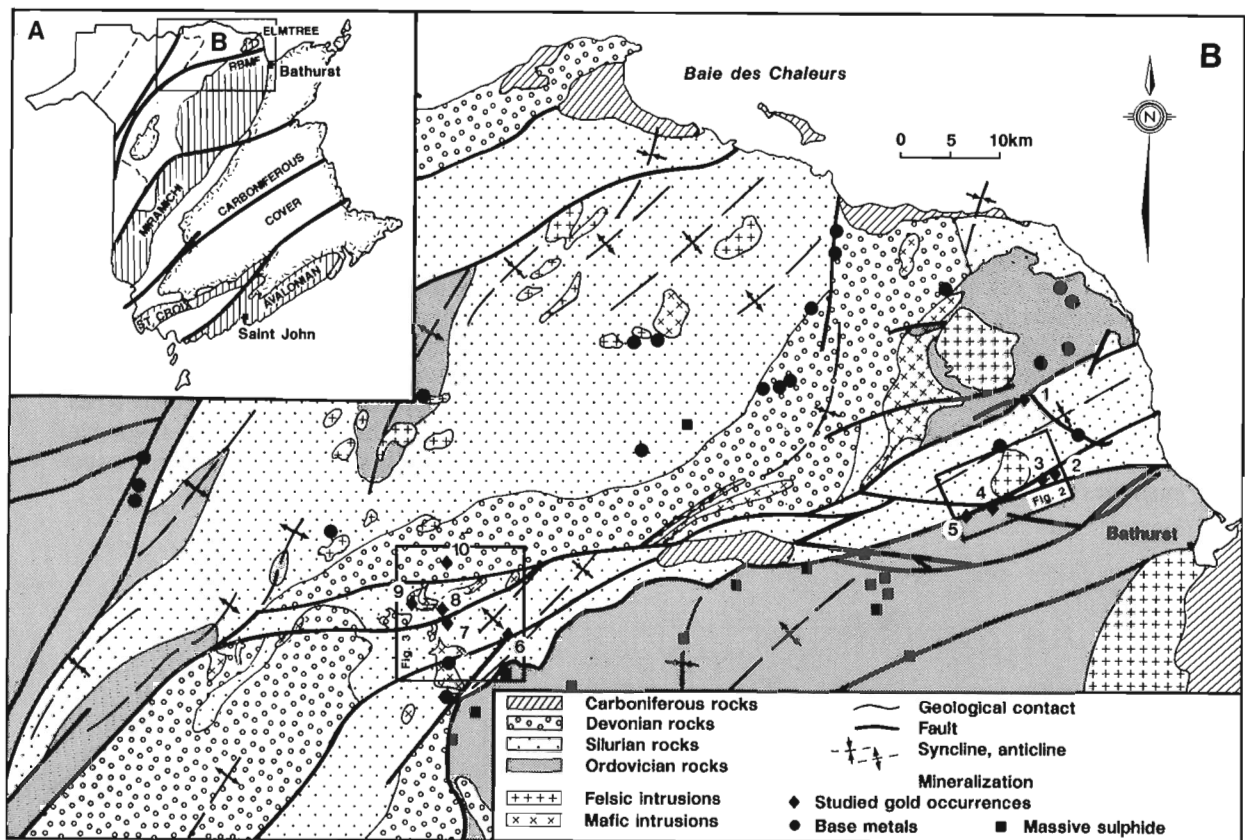 A
B
ELMTREE
RBMF
Bathurst
MIRAMICHI
CARBONIFEROUS
COVER
ST. CROIX
AVALONIAN
Saint John
B
Baie des Chaleurs
0 5 10km
N
1
2
3
4
5
Fig. 2
Bathurst
10
9
8
7
6
Fig. 3
Carboniferous rocks
Devonian rocks
Silurian rocks
Ordovician rocks
Felsic intrusions
Mafic intrusions
Geological contact
Fault
Syncline, anticline
Mineralization
Studied gold occurrences
Base metals
Massive sulphide